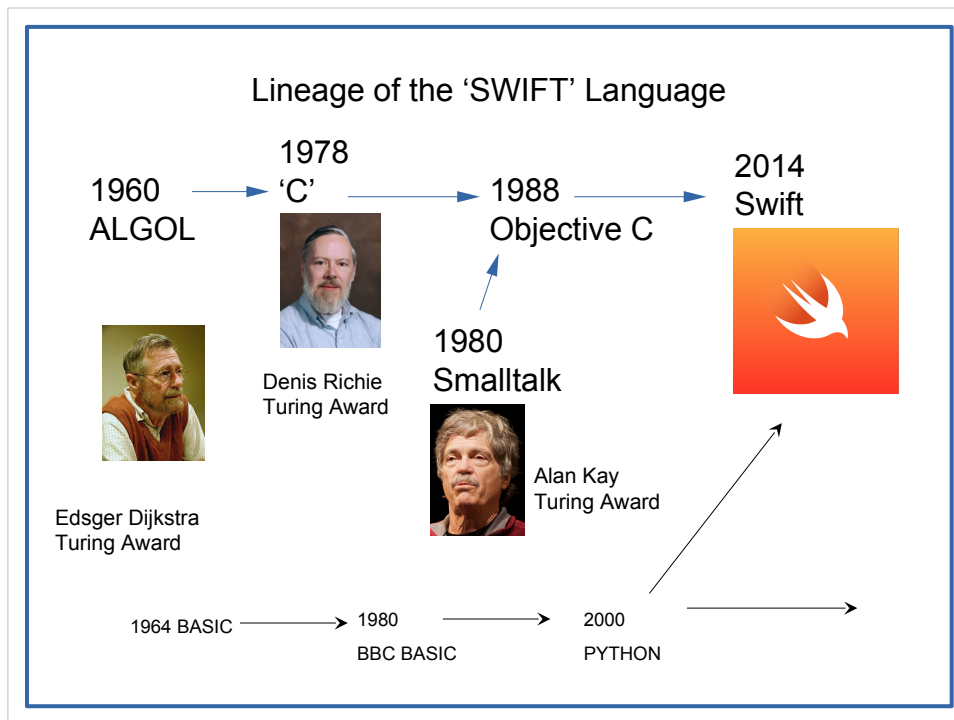 Lineage of the ‘SWIFT’ Language
1960
ALGOL
1978
‘C’
1988
Objective C
2014
Swift
Denis Richie
Turing Award
1980
Smalltalk
Alan Kay
Turing Award
Edsger Dijkstra
Turing Award
1964 BASIC
1980
BBC BASIC
2000
PYTHON